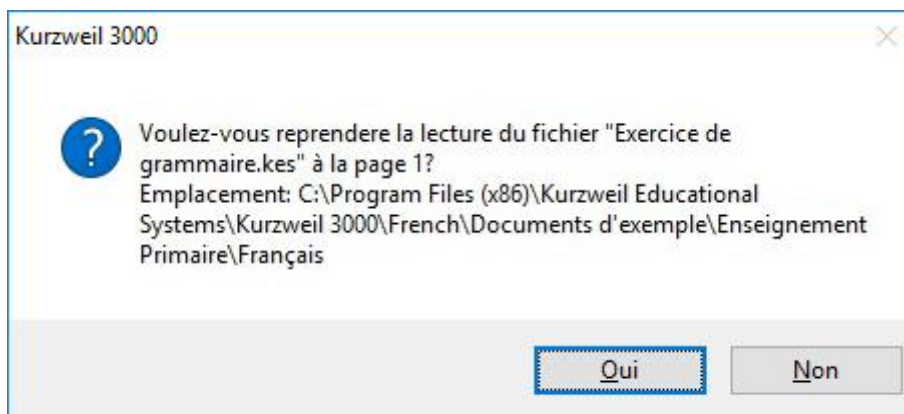 Kurzweil 3000
Voulez-vous reprendere la lecture du fichier "Exercice de
grammaire.kes" à la page 1?
Emplacement: C:\Program Files (x86)\Kurzweil Educational
Systems\Kurzweil 3000\French\Documents d'exemple\Enseignement
Primaire\Français
Oui
Non